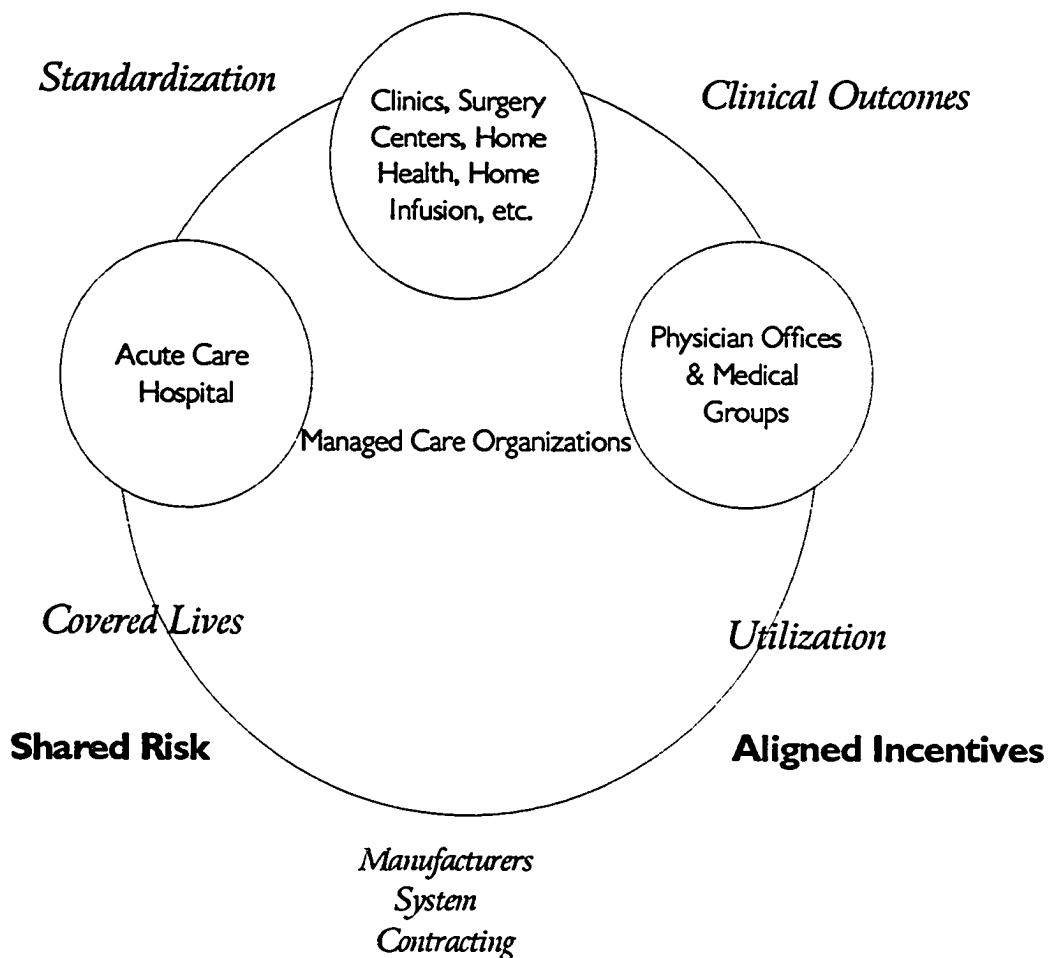 Standardization
Clinical Outcomes
Clinics, Surgery
Centers, Home
Health, Home
Infusion, etc.
Acute Care
Hospital
Physician Offices
& Medical
Groups
Managed Care Organizations
Covered Lives
Utilization
Shared Risk
Aligned Incentives
Manufacturers
System
Contracting